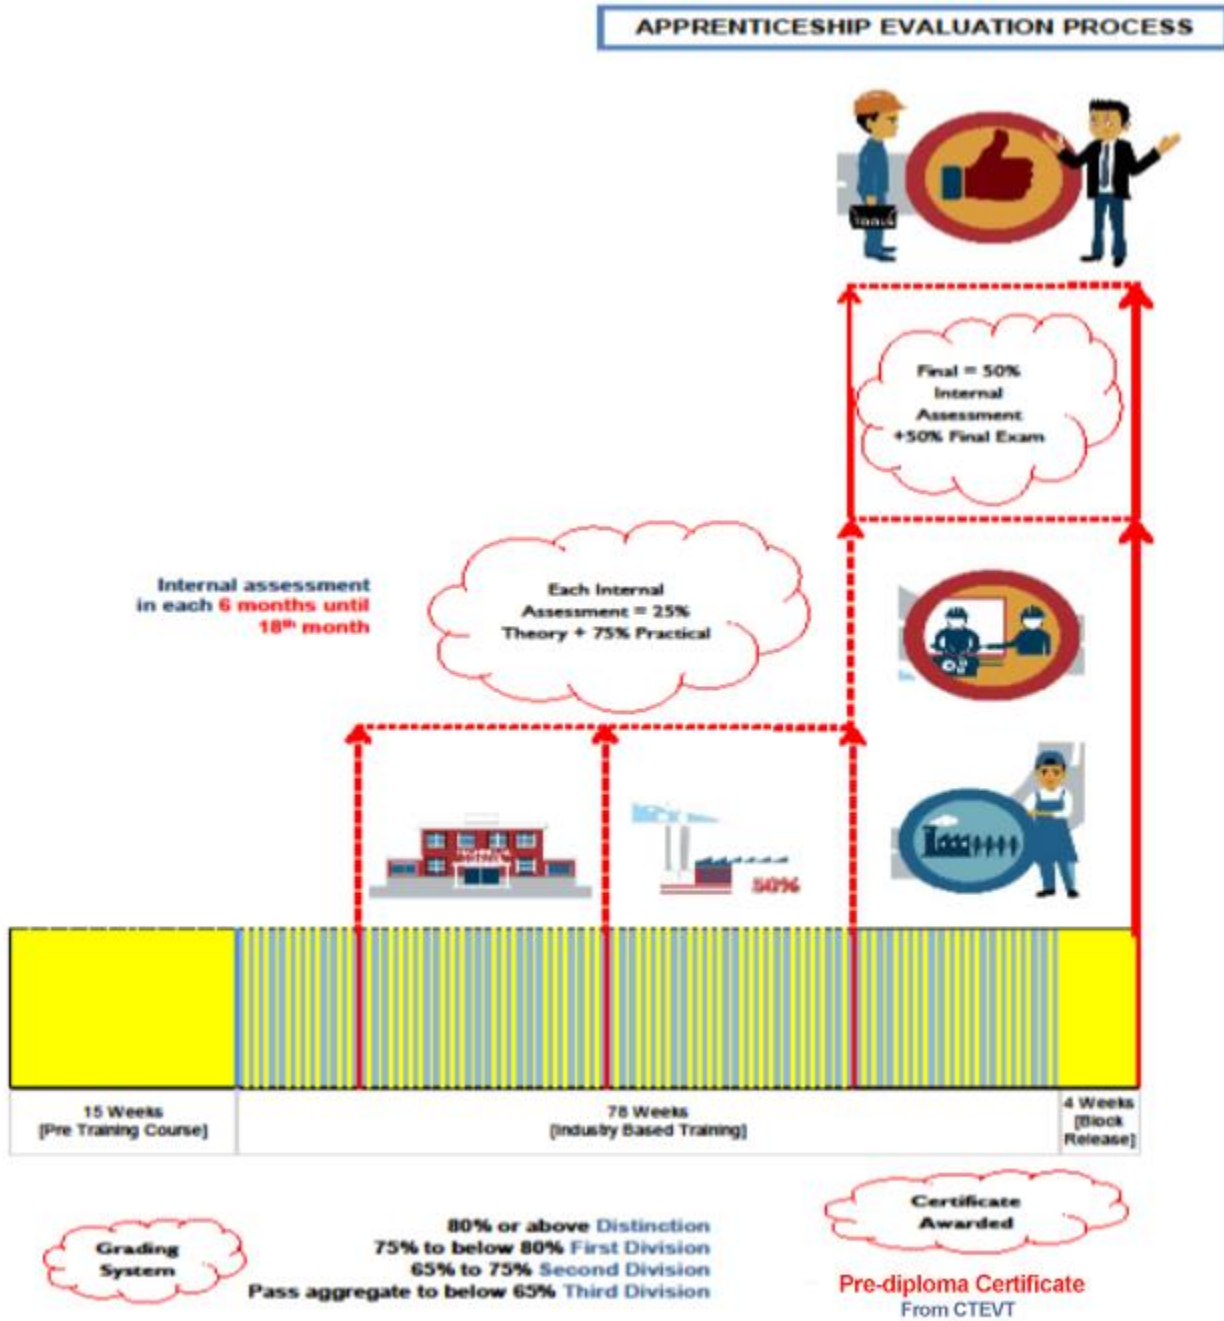 APPRENTICESHIP EVALUATION PROCESS
TOOLS
Final = 50%
Internal
Assessment
+50% Final Exam
Internal assessment
in each 6 months until
18th month
Each Internal
Assessment = 25%
Theory + 75% Practical
50%
15 Weeks
[Pre Training Course]
78 Weeks
[Industry Based Training]
4 Weeks
[Block
Release]
Grading
System
80% or above Distinction
75% to below 80% First Division
65% to 75% Second Division
Pass aggregate to below 65% Third Division
Certificate
Awarded
Pre-diploma Certificate
From CTEVT